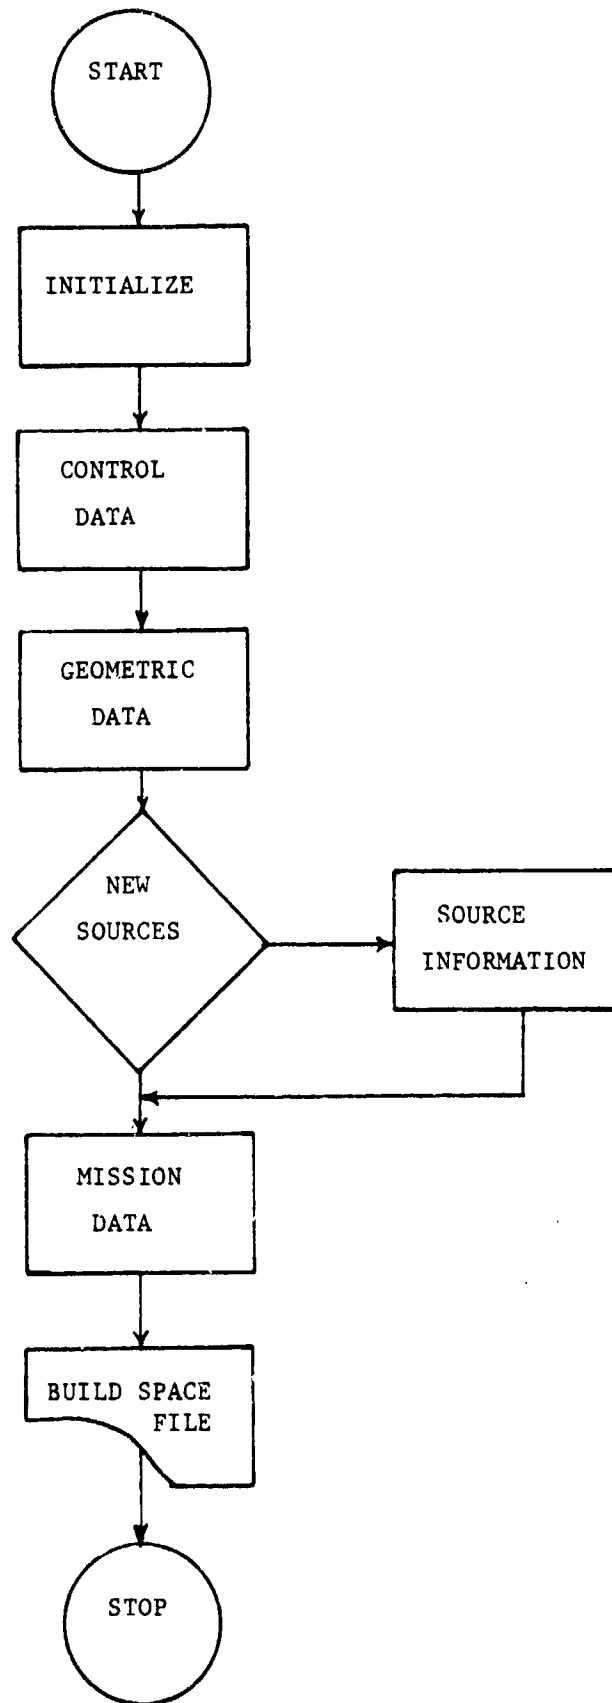 START
INITIALIZE
CONTROL
DATA
GEOMETRIC
DATA
NEW
SOURCES
SOURCE
INFORMATION
MISSION
DATA
BUILD SPACE
FILE
STOP